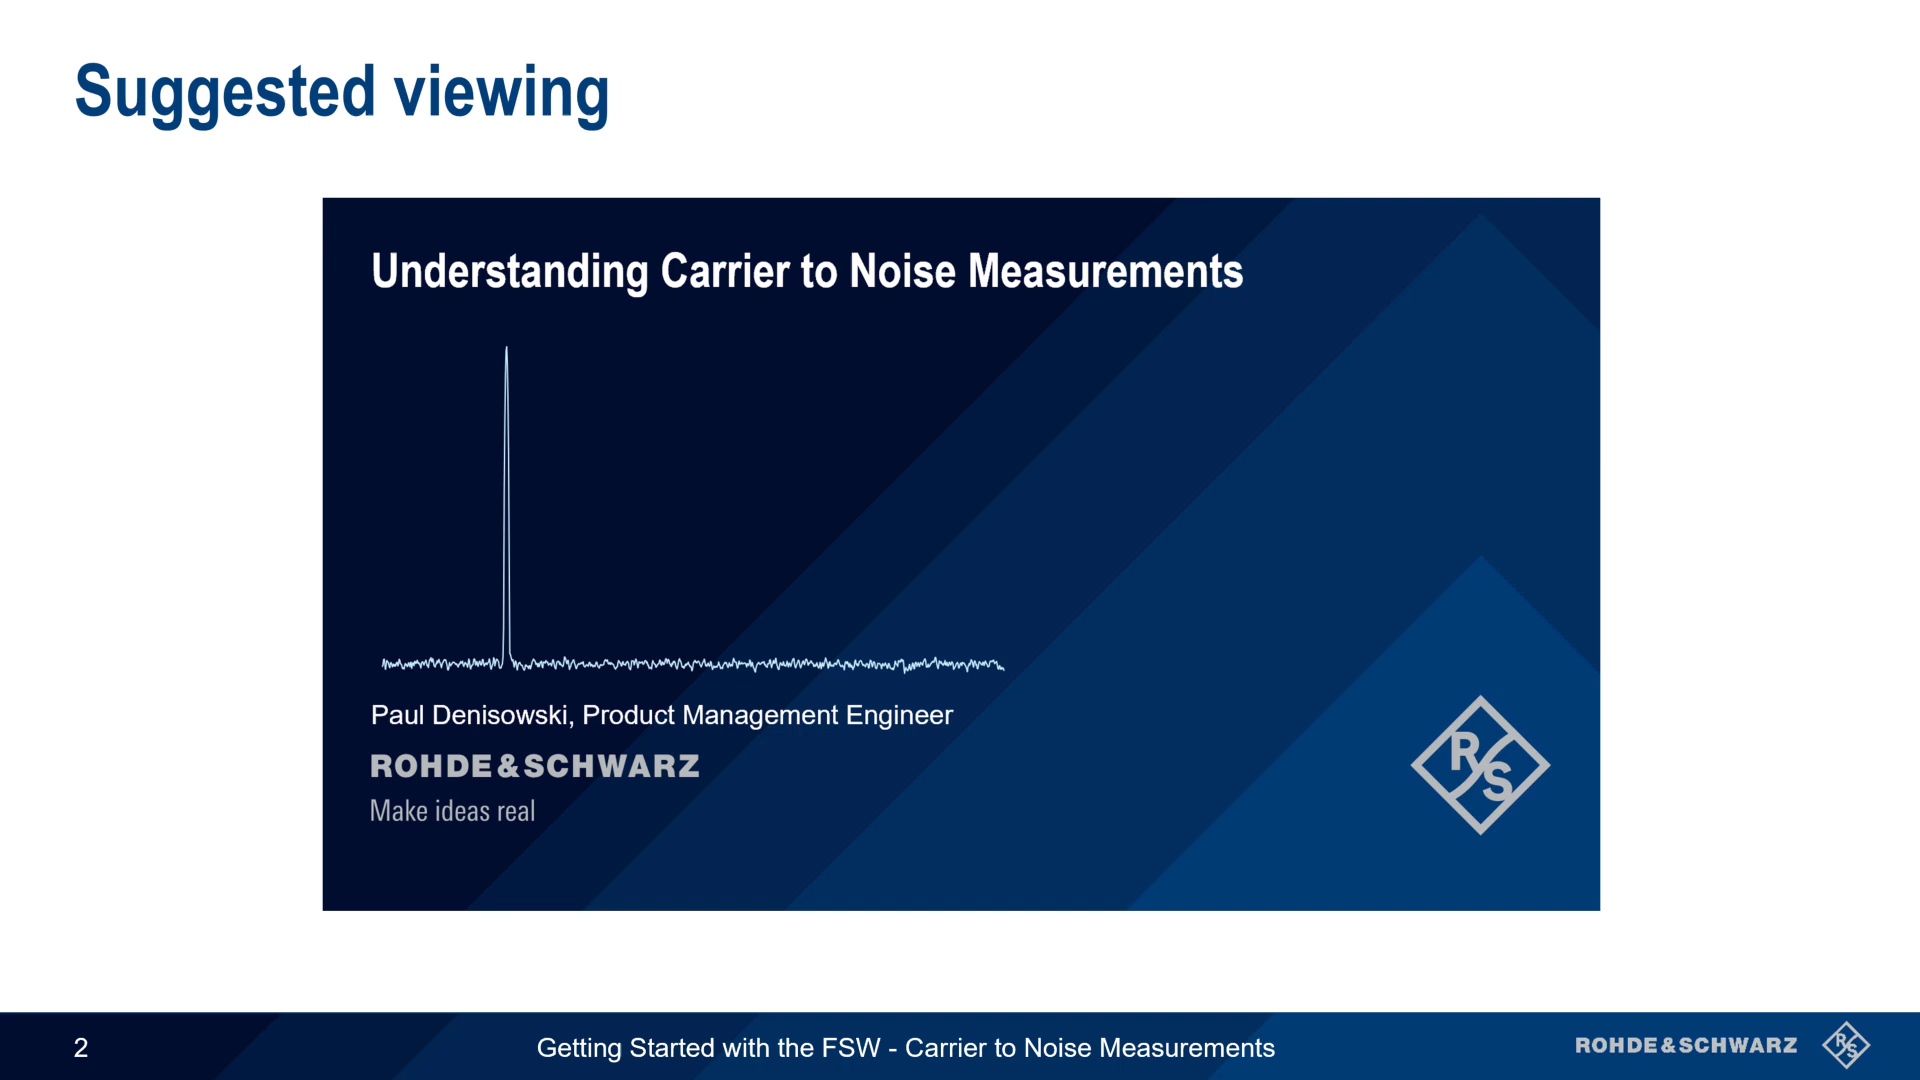 Suggested viewing
Understanding Carrier to Noise Measurements
Paul Denisowski, Product Management Engineer
ROHDE&SCHWARZ
Make ideas real
R S
2
Getting Started with the FSW - Carrier to Noise Measurements
ROHDE&SCHWARZ
R S